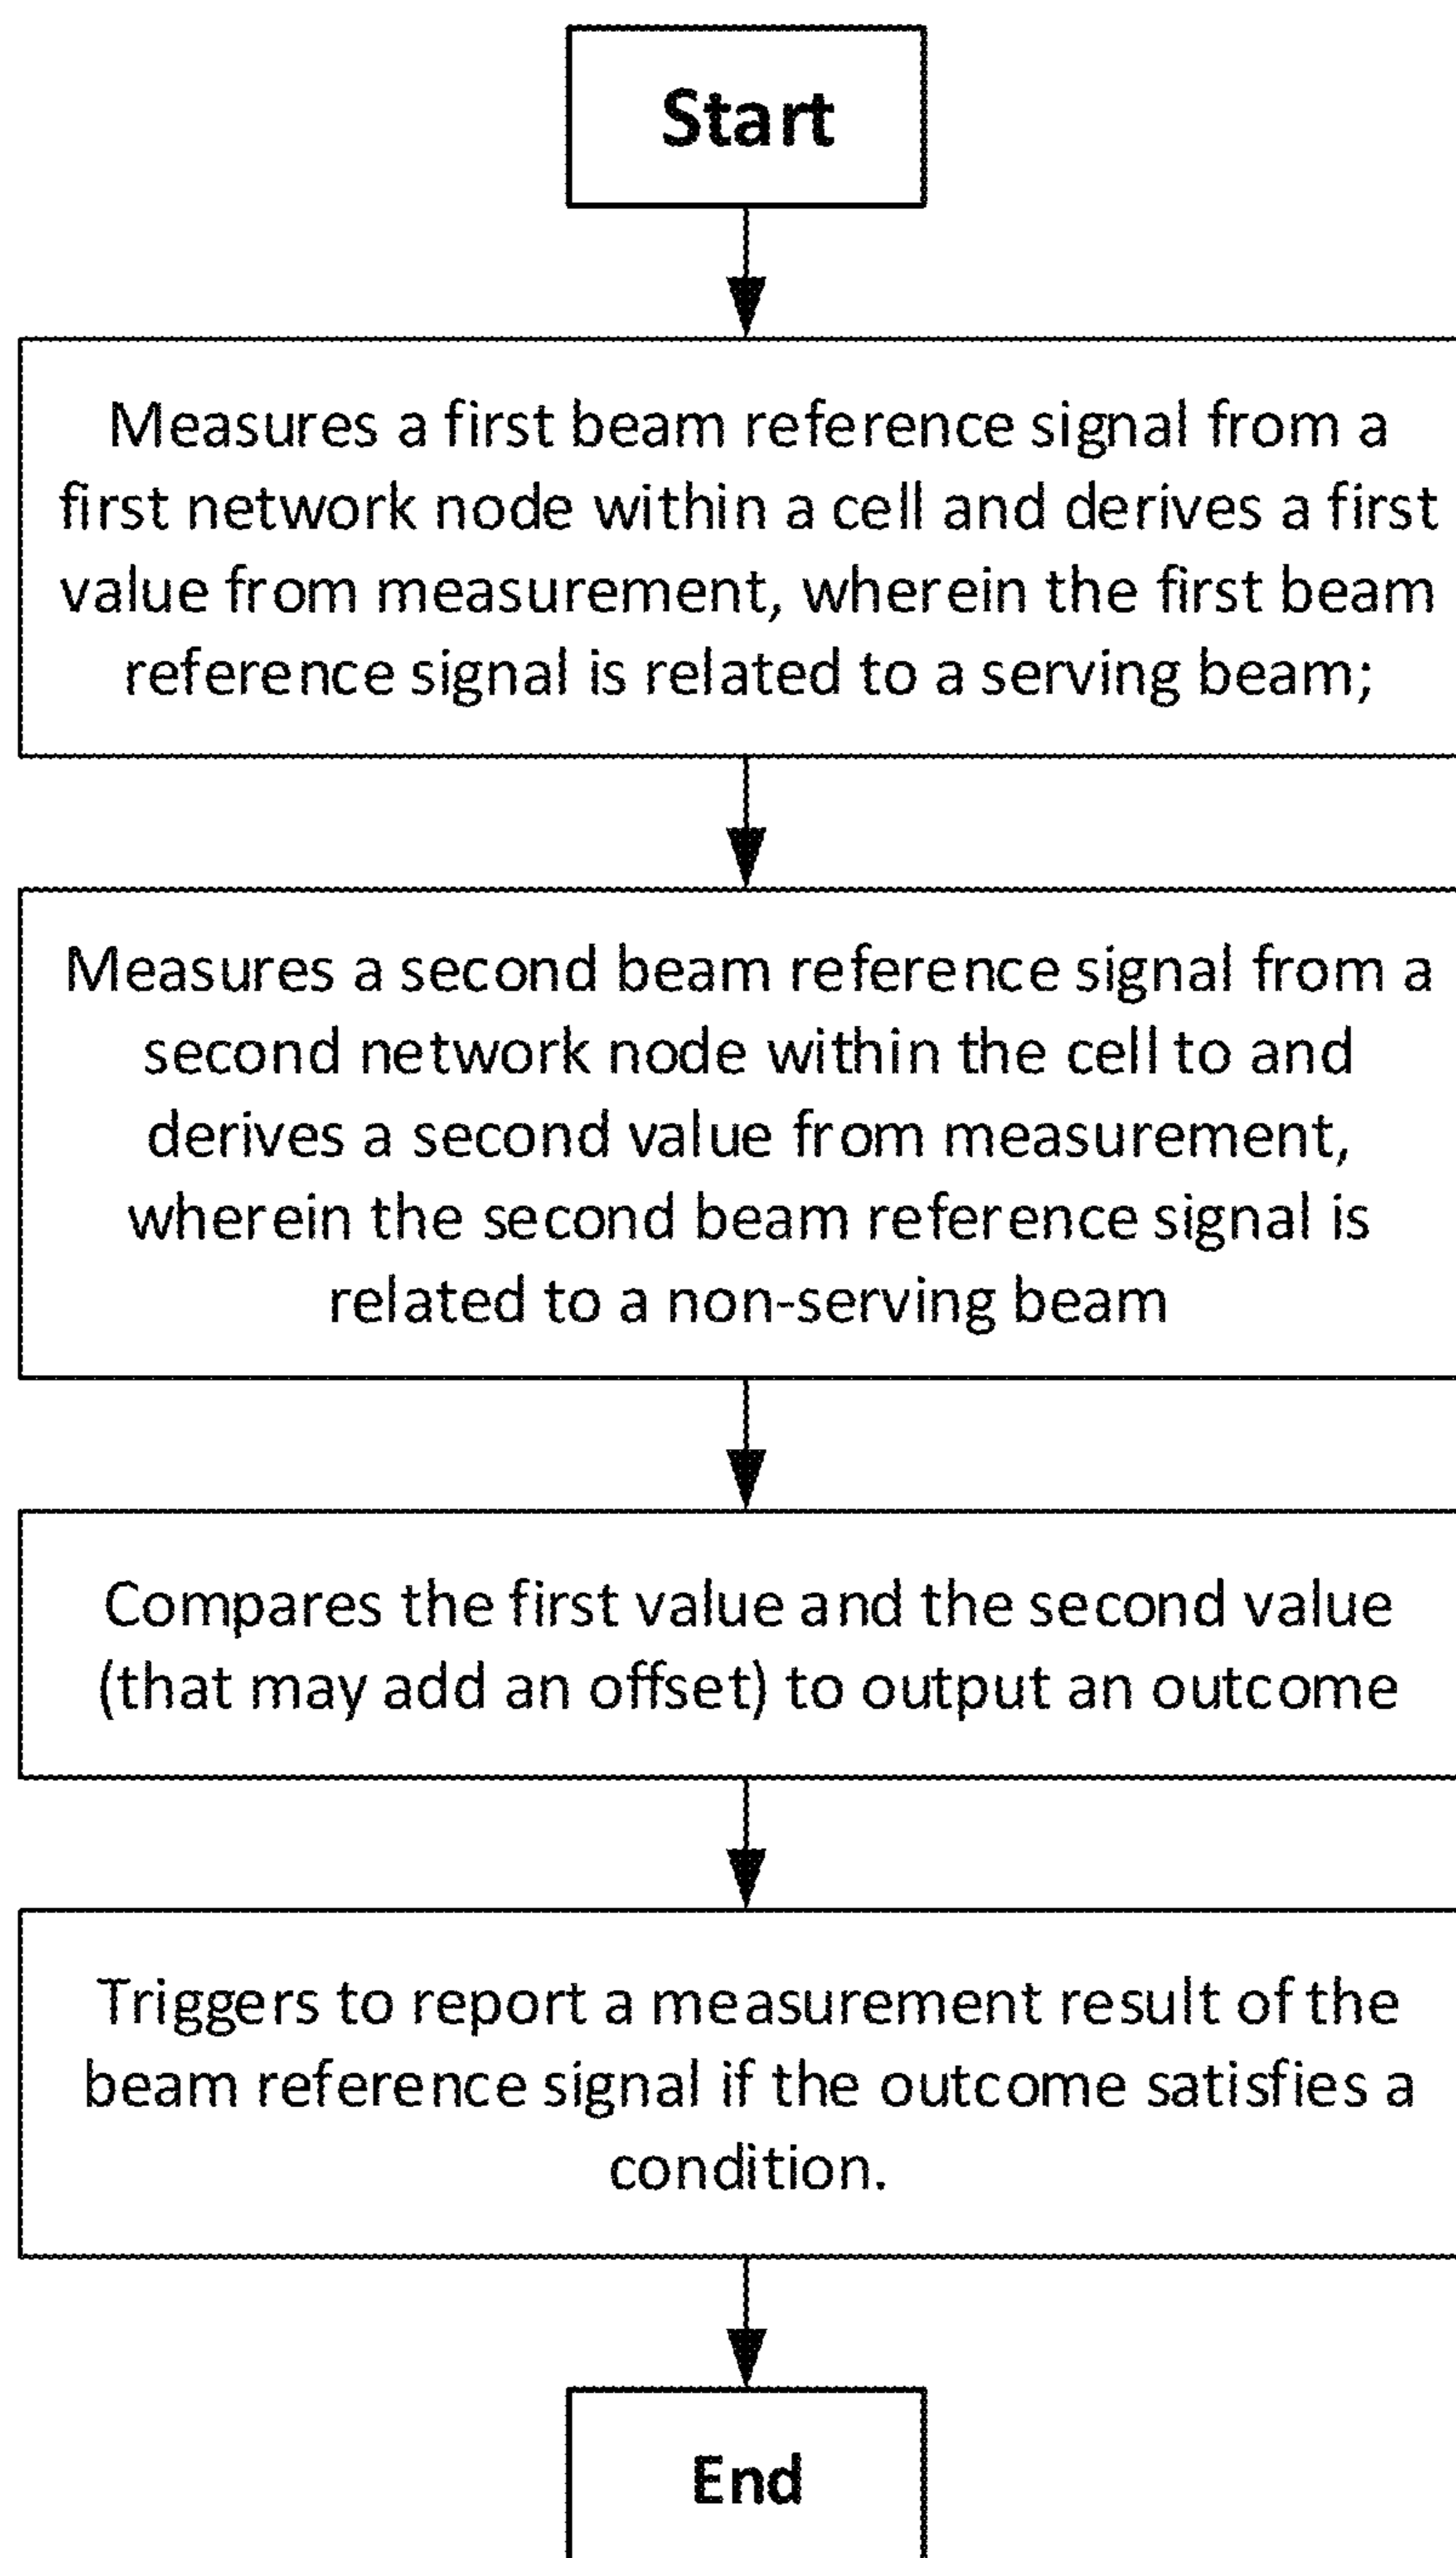 Start
Measures a first beam reference signal from a
first network node within a cell and derives a first
value from measurement, wherein the first beam
reference signal is related to a serving beam;
Measures a second beam reference signal from a
second network node within the cell to and
derives a second value from measurement,
wherein the second beam reference signal is
related to a non-serving beam
Compares the first value and the second value
(that may add an offset) to output an outcome
Triggers to report a measurement result of the
beam reference signal if the outcome satisfies a
condition.
End